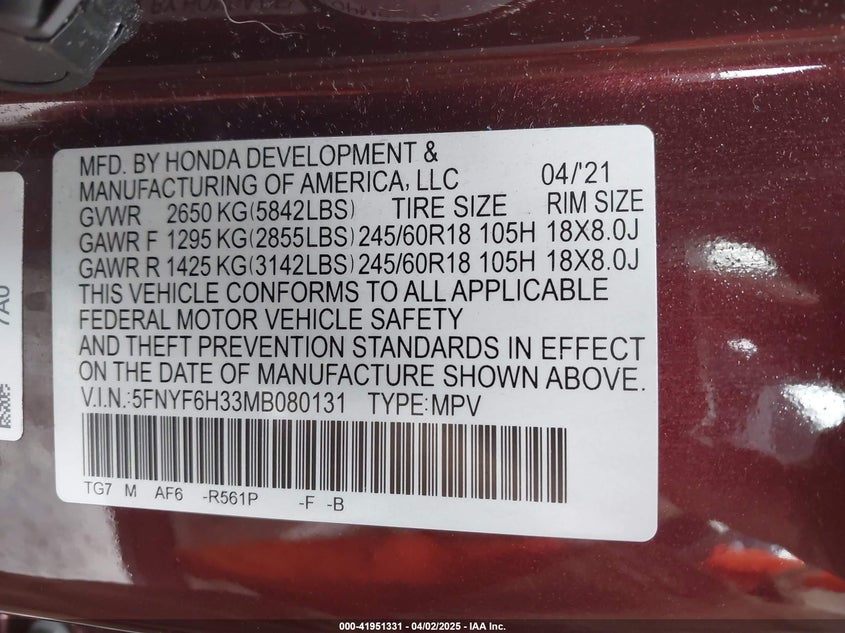 MFD. BY HONDA DEVELOPMENT &
MANUFACTURING OF AMERICA, LLC 04/'21
GVWR 2650 KG(5842LBS) TIRE SIZE RIM SIZE
GAWR F 1295 KG(2855LBS) 245/60R18 105H 18X8.0J
GAWR R 1425 KG(3142LBS) 245/60R18 105H 18X8.0J
THIS VEHICLE CONFORMS TO ALL APPLICABLE
FEDERAL MOTOR VEHICLE SAFETY
AND THEFT PREVENTION STANDARDS IN EFFECT
ON THE DATE OF MANUFACTURE SHOWN ABOVE.
V.I.N.:5FNYF6H33MB080131 TYPE:MPV
TG7 M AF6 -R561P -F -B
7A0
000-41951331 - 04/02/2025 - IAA Inc.